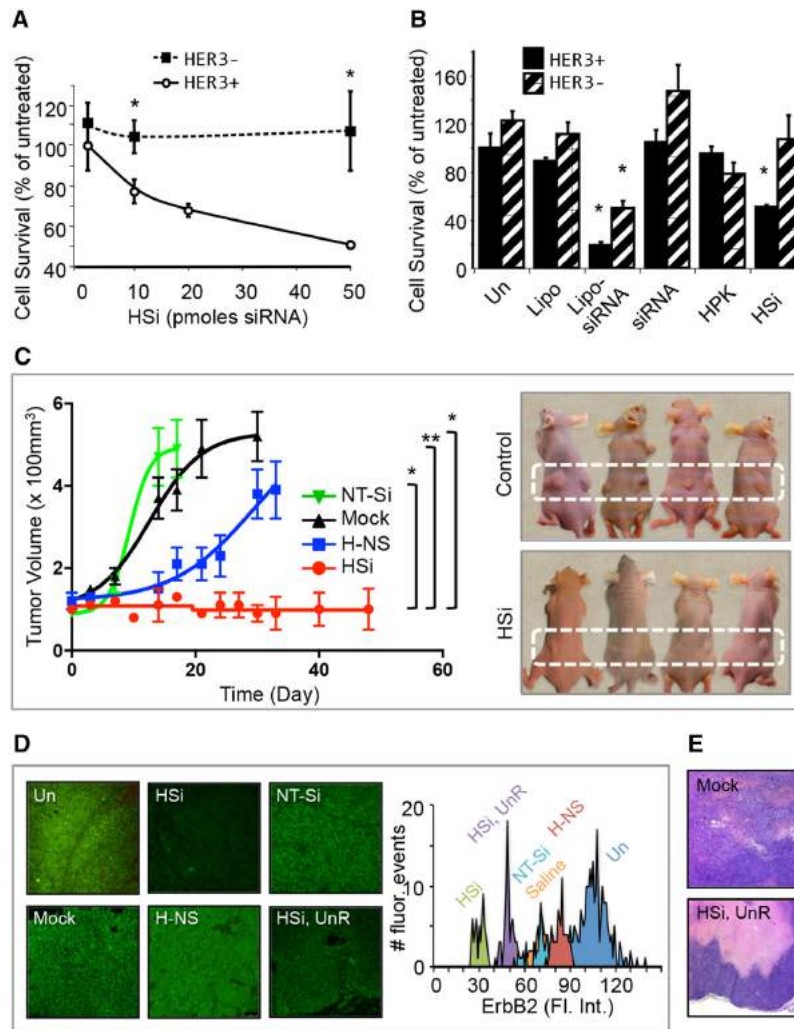 A
HER3-
HER3+
Cell Survival (% of untreated)
120
100
80
60
40
* *
0 10 20 30 40 50
HSi (pmoles siRNA)
B
HER3+
HER3-
Cell Survival (% of untreated)
160
120
80
40
0
* * *
Un
Lipo
Lipo-
siRNA
siRNA
HPK
HSi
C
Tumor Volume (x 100mm³)
6
4
2
0
NT-Si
Mock
H-NS
HSi
* ** *
0 20 40 60
Time (Day)
Control
HSi
D
Un
HSi
NT-Si
Mock
H-NS
HSi, UnR
# fluor. events
20
10
0
HSi
HSi, UnR
NT-Si
Saline
H-NS
Un
0 30 60 90 120
ErbB2 (Fl. Int.)
E
Mock
HSi, UnR